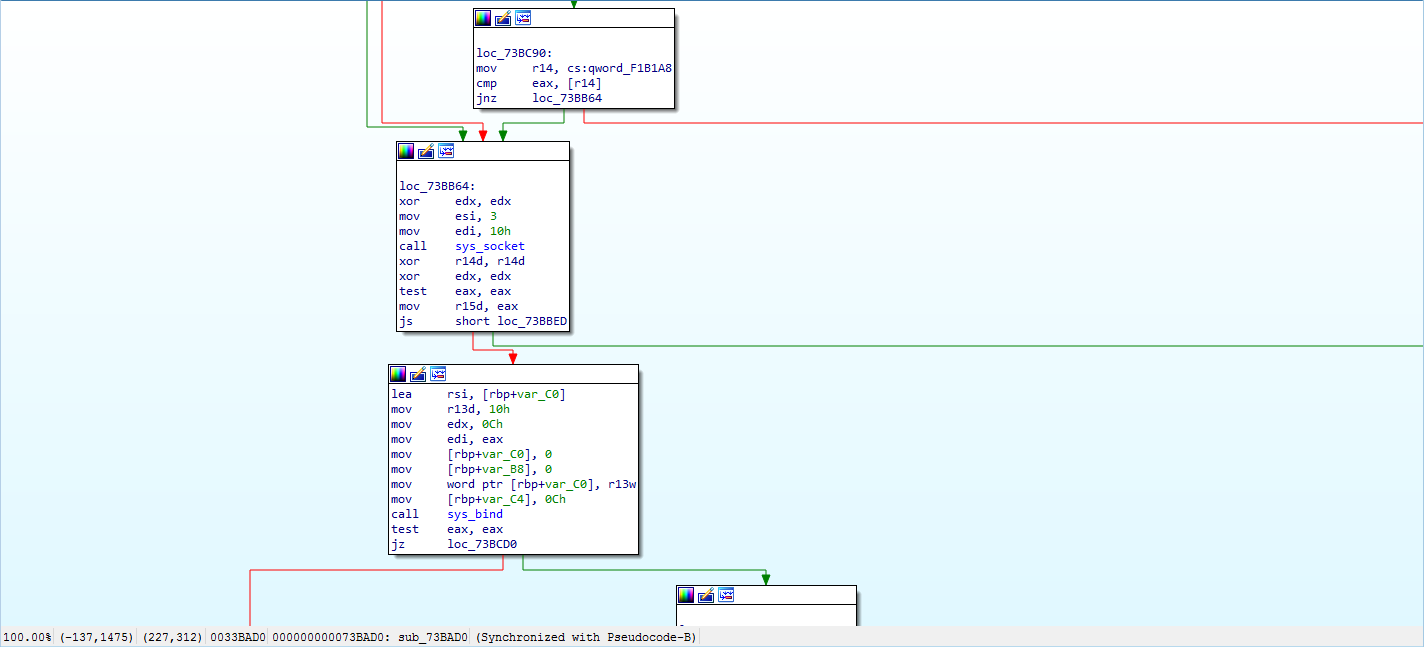 loc_73BC90:
mov r14, cs:qword_F1B1A8
cmp eax, [r14]
jnz loc_73BB64
loc_73BB64:
xor edx, edx
mov esi, 3
mov edi, 10h
call sys_socket
xor r14d, r14d
xor edx, edx
test eax, eax
mov r15d, eax
js short loc_73BBED
lea rsi, [rbp+var_C0]
mov r13d, 10h
mov edx, 0Ch
mov edi, eax
mov [rbp+var_C0], 0
mov [rbp+var_B8], 0
mov word ptr [rbp+var_C0], r13w
mov [rbp+var_C4], 0Ch
call sys_bind
test eax, eax
jz loc_73BCD0
100.00% (-137,1475) (227,312) 0033BAD0 000000000073BAD0: sub_73BAD0 (Synchronized with Pseudocode-B)